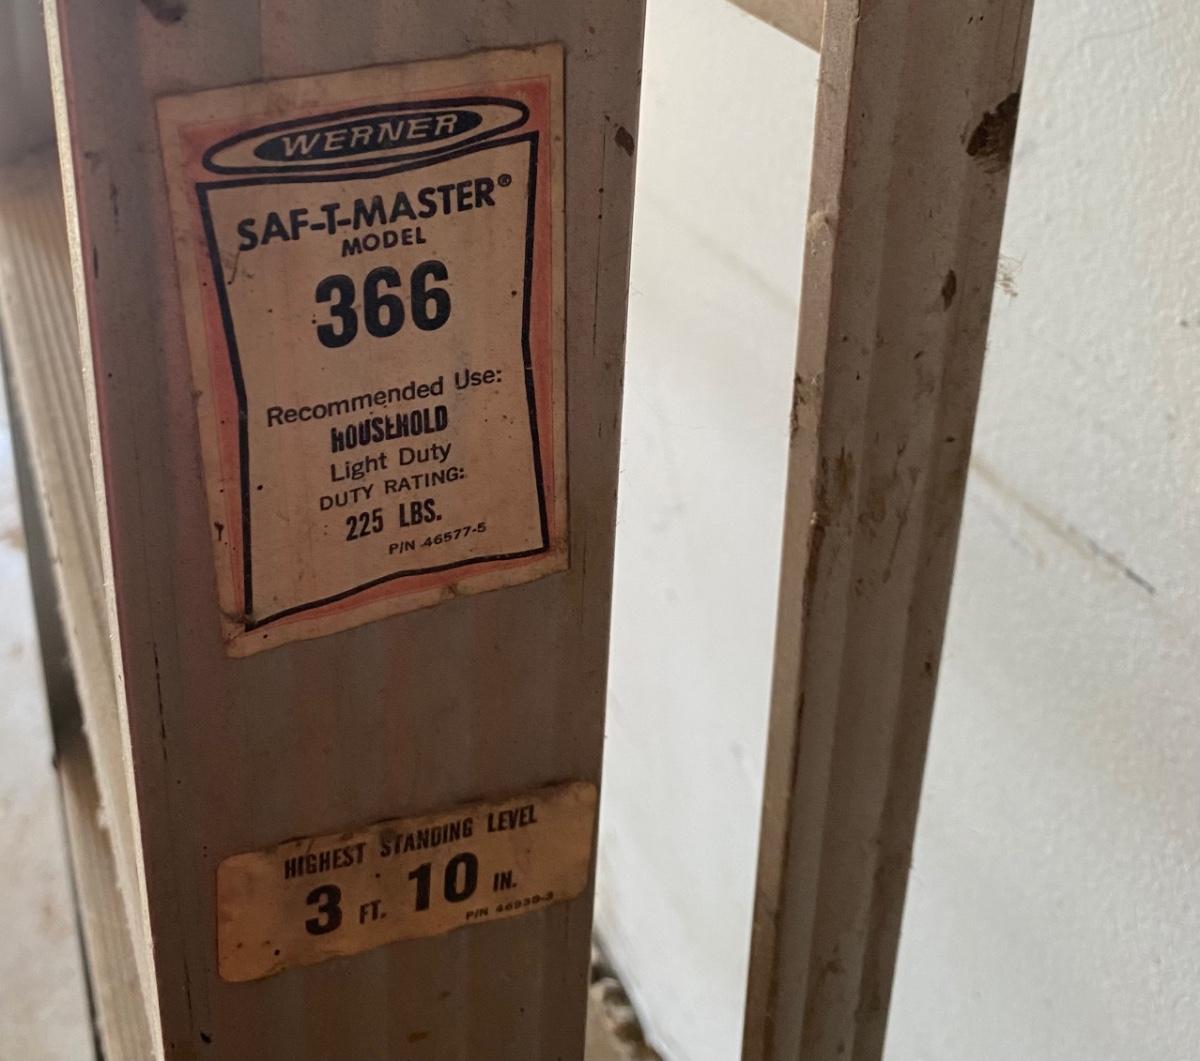 WERNER
SAF-T-MASTER®
MODEL
366
Recommended Use:
HOUSEHOLD
Light Duty
DUTY RATING:
225 LBS.
P/N 46577-5
HIGHEST STANDING LEVEL
3 FT. 10 IN.
P/N